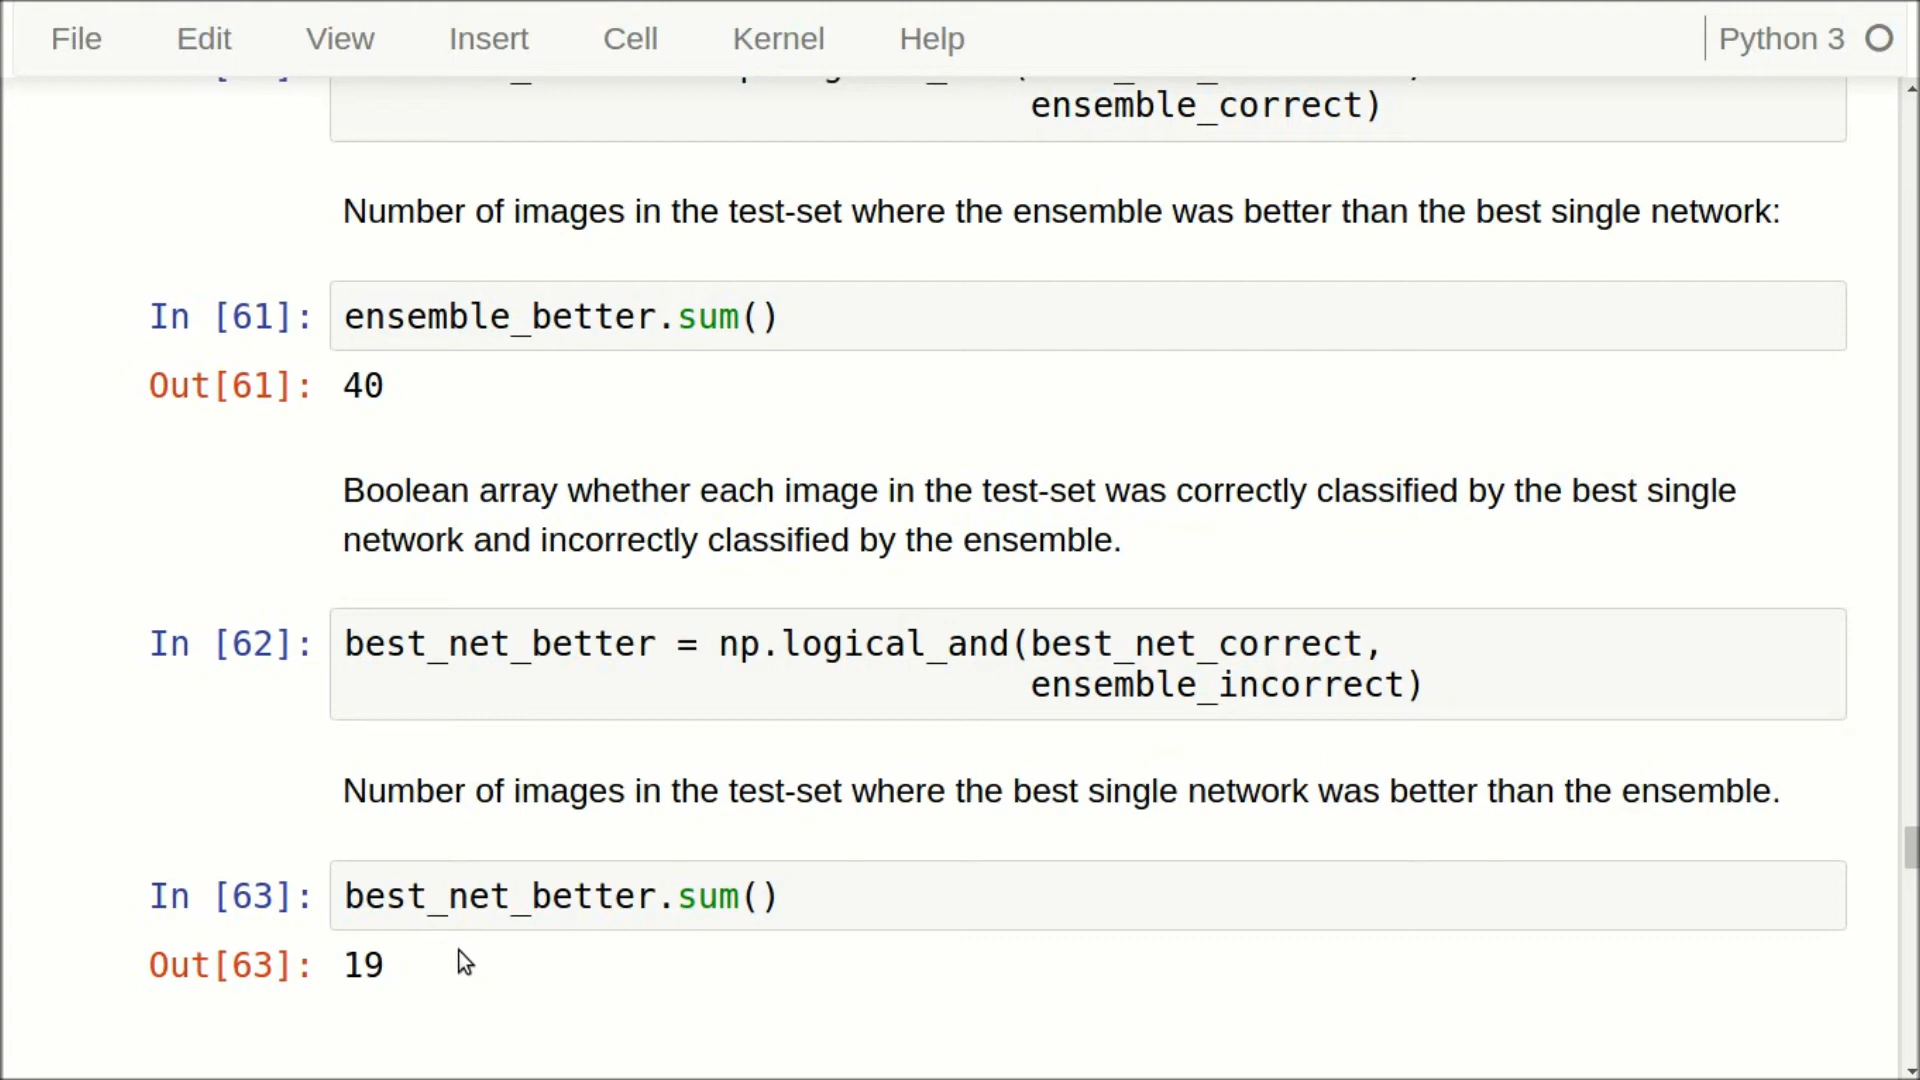 File Edit View Insert Cell Kernel Help Python 3
ensemble_correct)
Number of images in the test-set where the ensemble was better than the best single network:
In [61]: ensemble_better.sum()
Out[61]: 40
Boolean array whether each image in the test-set was correctly classified by the best single
network and incorrectly classified by the ensemble.
In [62]: best_net_better = np.logical_and(best_net_correct,
ensemble_incorrect)
Number of images in the test-set where the best single network was better than the ensemble.
In [63]: best_net_better.sum()
Out[63]: 19